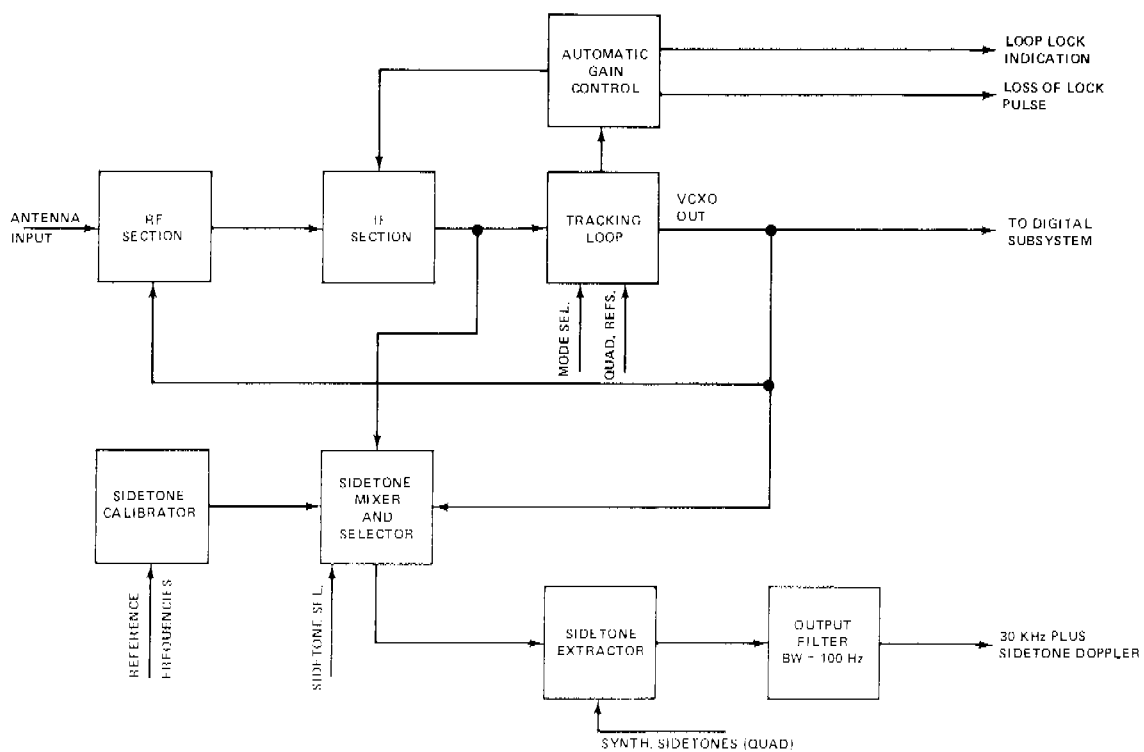 AUTOMATIC
GAIN
CONTROL
LOOP LOCK
INDICATION
LOSS OF LOCK
PULSE
ANTENNA
INPUT
RF
SECTION
IF
SECTION
TRACKING
LOOP
VCXO
OUT
TO DIGITAL
SUBSYSTEM
MODE SEL.
QUAD, REFS.
SIDETONE
CALIBRATOR
SIDETONE
MIXER
AND
SELECTOR
REFERENCE
FREQUENCIES
SIDETONE SEL.
SIDETONE
EXTRACTOR
OUTPUT
FILTER
BW = 100 Hz
30 KHz PLUS
SIDETONE DOPPLER
SYNTH, SIDETONES (QUAD)